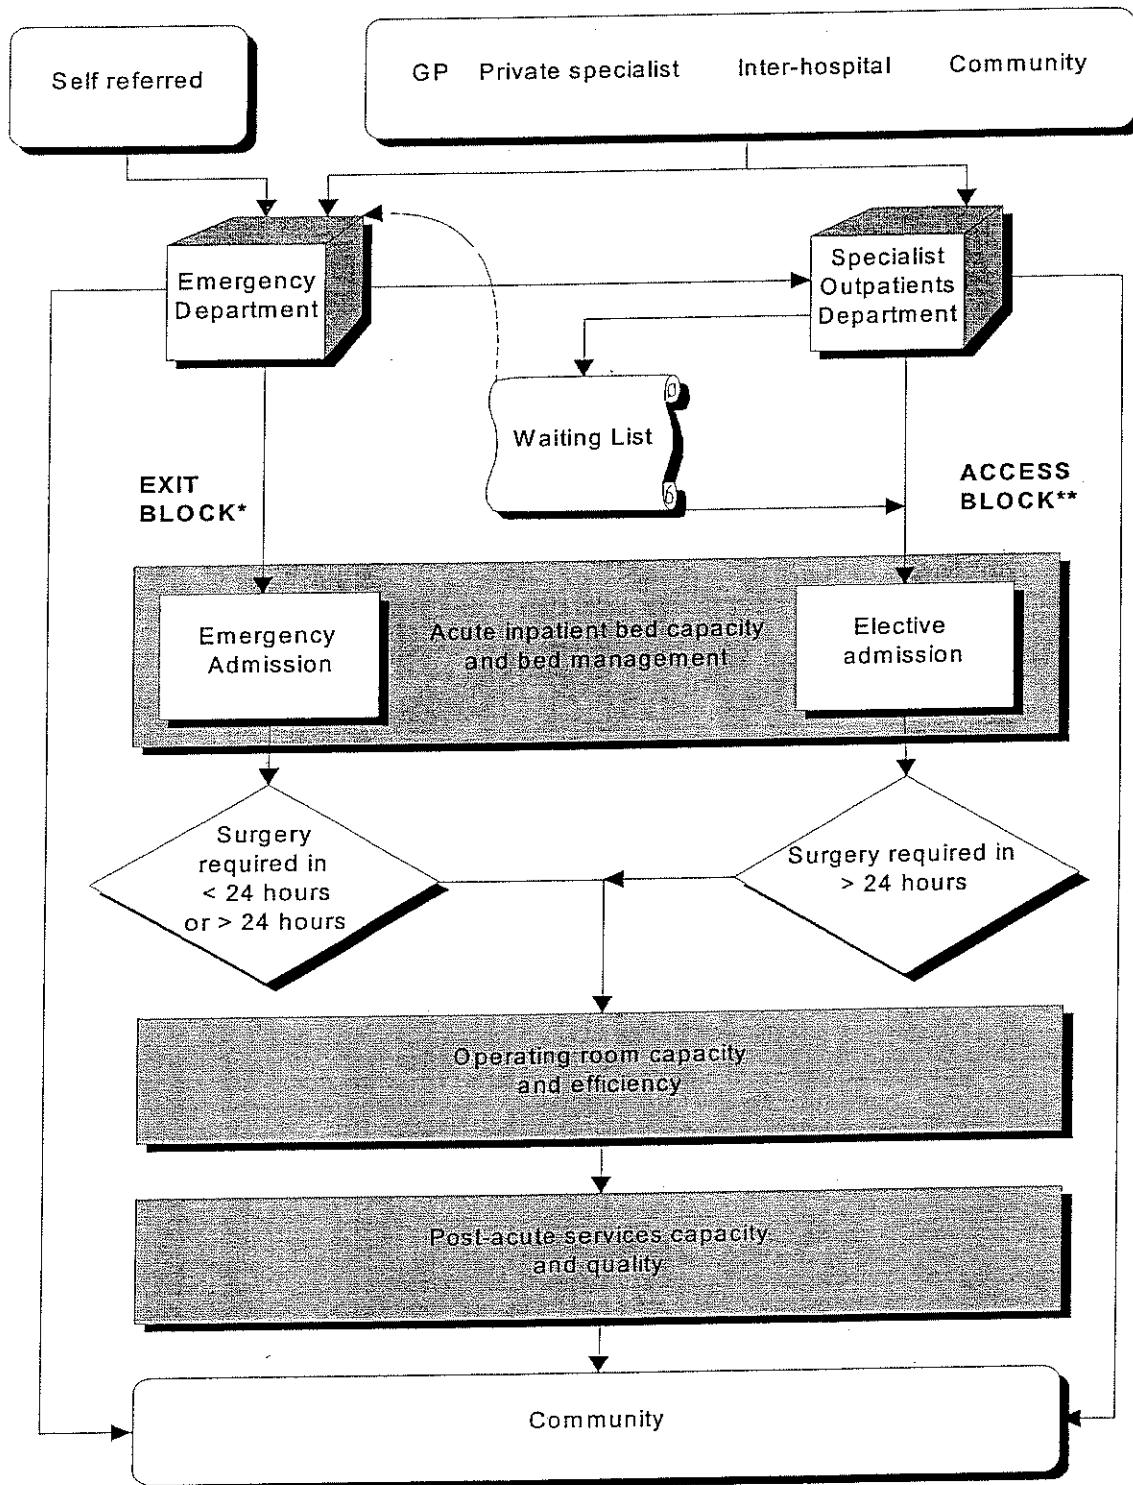 Self referred
GP Private specialist Inter-hospital Community
Emergency
Department
Specialist
Outpatients
Department
Waiting List
EXIT
BLOCK*
ACCESS
BLOCK**
Emergency
Admission
Acute inpatient bed capacity
and bed management
Elective
admission
Surgery
required in
< 24 hours
or > 24 hours
Surgery required in
> 24 hours
Operating room capacity
and efficiency
Post-acute services capacity
and quality
Community